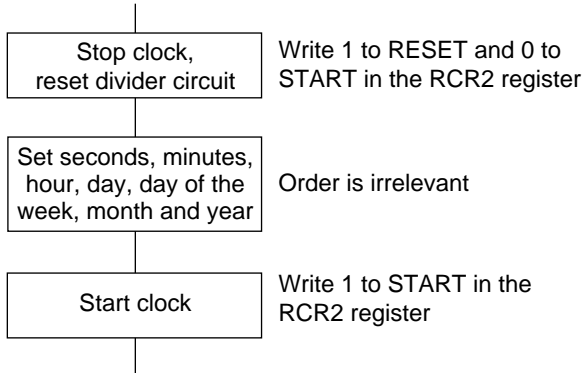 Stop clock,
reset divider circuit
Write 1 to RESET and 0 to
START in the RCR2 register
Set seconds, minutes,
hour, day, day of the
week, month and year
Order is irrelevant
Start clock
Write 1 to START in the
RCR2 register